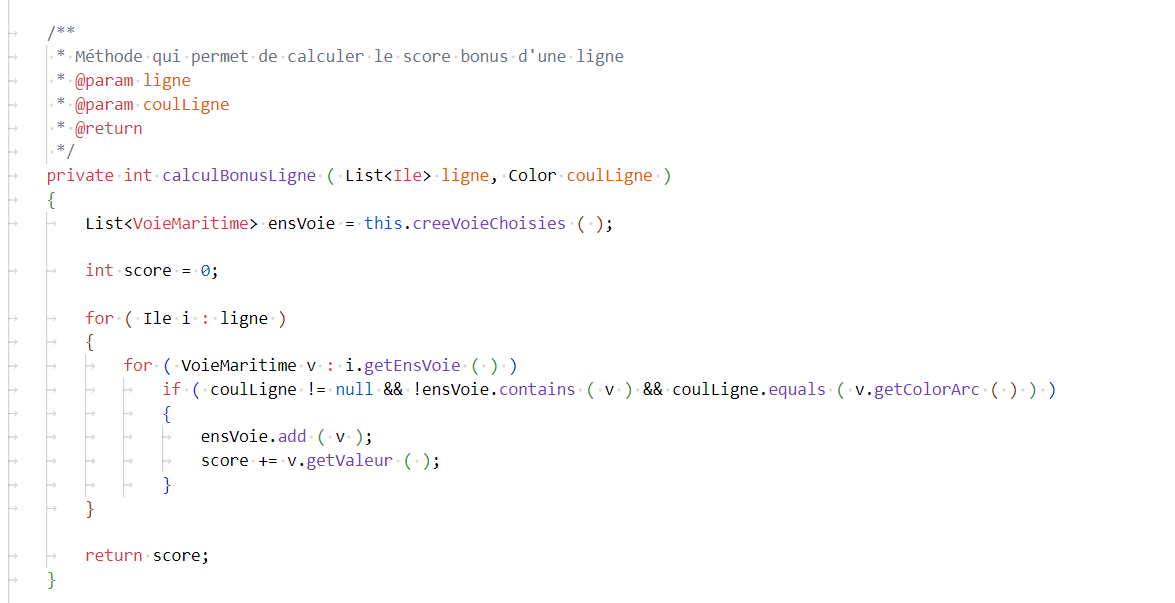 /**
 * Méthode qui permet de calculer le score bonus d'une ligne
 * @param ligne
 * @param coulLigne
 * @return
 */
private int calculBonusLigne ( List<Ile> ligne, Color coulLigne )
{
	List<VoieMaritime> ensVoie = this.creeVoieChoisies ( );

	int score = 0;

	for ( Ile i : ligne )
	{
		for ( VoieMaritime v : i.getEnsVoie ( ) )
			if ( coulLigne != null && !ensVoie.contains ( v ) && coulLigne.equals ( v.getColorArc ( ) ) )
			{
				ensVoie.add ( v );
				score += v.getValeur ( );
			}
	}

	return score;
}